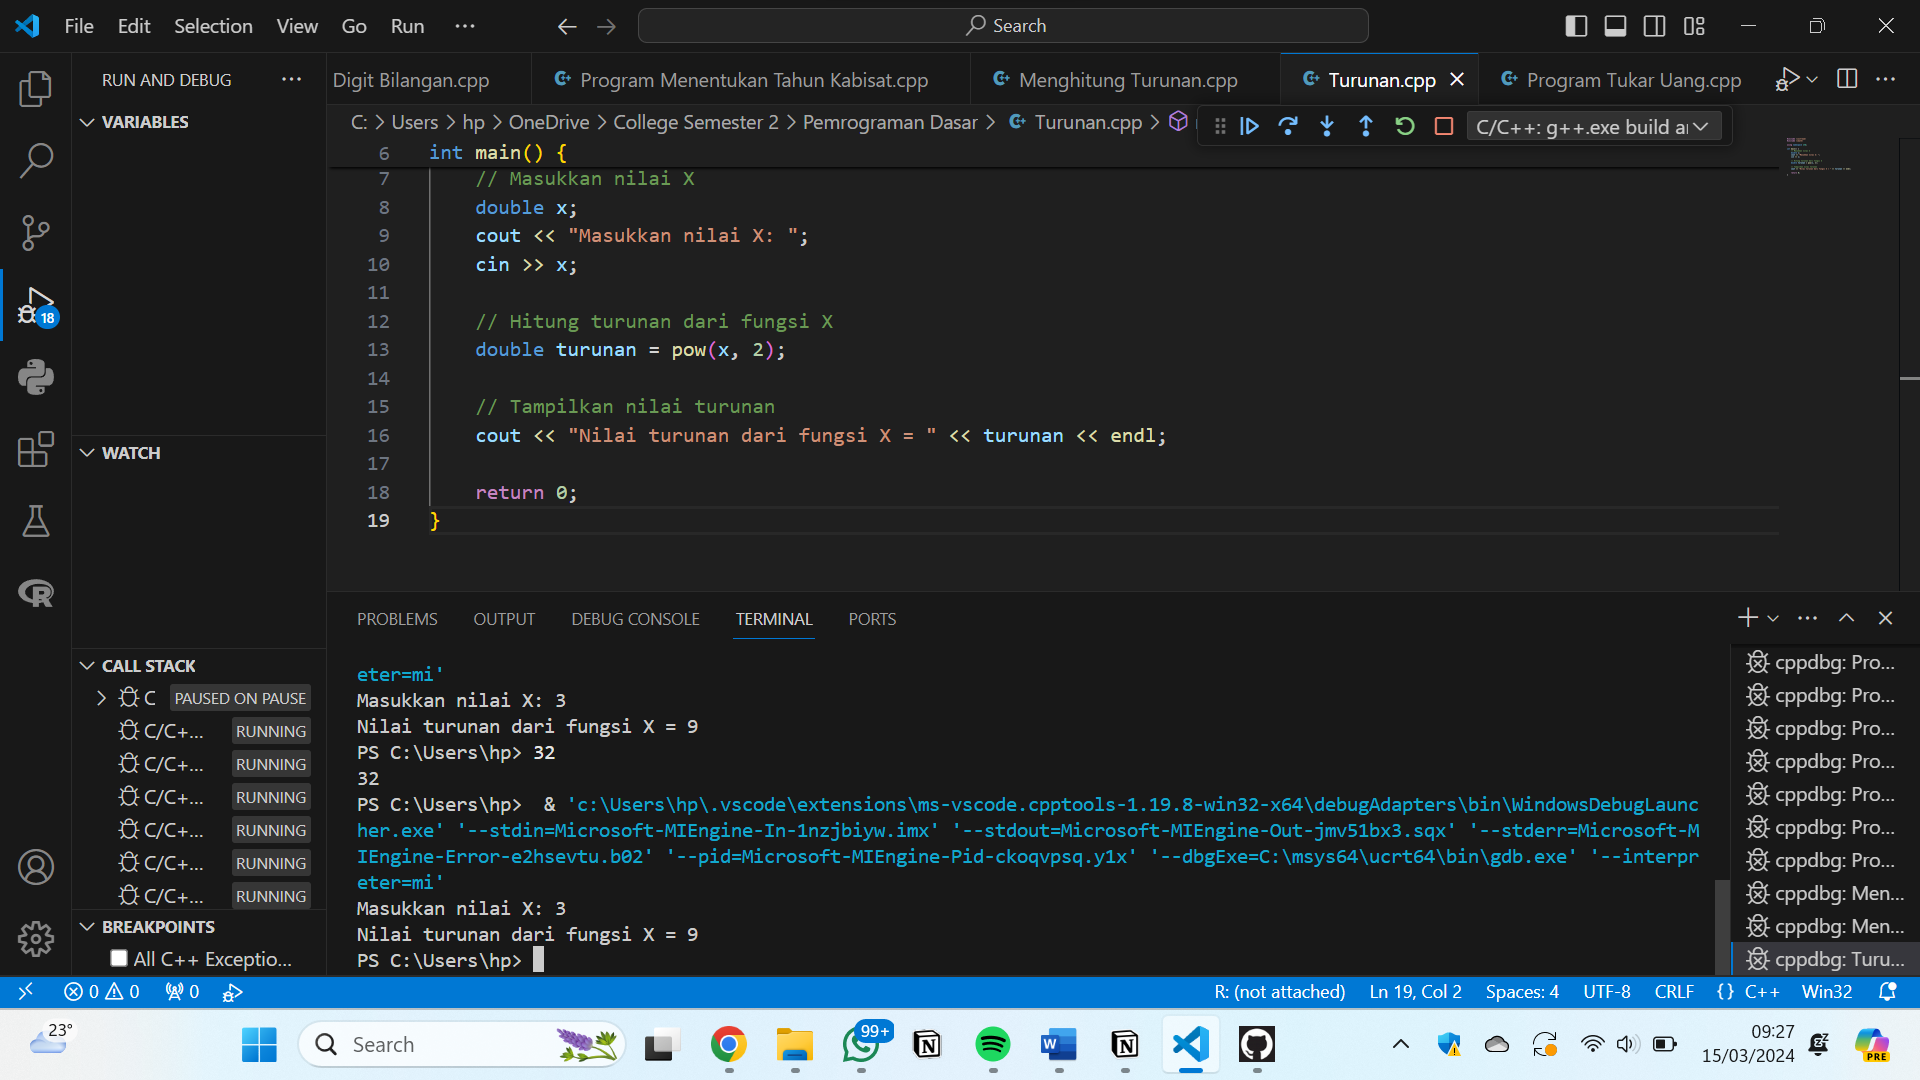 File Edit Selection View Go Run ···
Search
RUN AND DEBUG ···
Digit Bilangan.cpp
Program Menentukan Tahun Kabisat.cpp
Menghitung Turunan.cpp
Turunan.cpp
Program Tukar Uang.cpp
VARIABLES
C: > Users > hp > OneDrive > College Semester 2 > Pemrograman Dasar > Turunan.cpp >
C/C++: g++.exe build ar
6 int main() {
7 // Masukkan nilai X
8 double x;
9 cout << "Masukkan nilai X: ";
10 cin >> x;
11
12 // Hitung turunan dari fungsi X
13 double turunan = pow(x, 2);
14
15 // Tampilkan nilai turunan
16 cout << "Nilai turunan dari fungsi X = " << turunan << endl;
17
18 return 0;
19 }
18
WATCH
CALL STACK
C PAUSED ON PAUSE
C/C+... RUNNING
C/C+... RUNNING
C/C+... RUNNING
C/C+... RUNNING
C/C+... RUNNING
C/C+... RUNNING
BREAKPOINTS
All C++ Exceptio...
PROBLEMS OUTPUT DEBUG CONSOLE TERMINAL PORTS
eter=mi'
Masukkan nilai X: 3
Nilai turunan dari fungsi X = 9
PS C:\Users\hp> 32
32
PS C:\Users\hp>  & 'c:\Users\hp\.vscode\extensions\ms-vscode.cpptools-1.19.8-win32-x64\debugAdapters\bin\WindowsDebugLaunc
her.exe' '--stdin=Microsoft-MIEngine-In-1nzjbiyw.imx' '--stdout=Microsoft-MIEngine-Out-jmv51bx3.sqx' '--stderr=Microsoft-M
IEngine-Error-e2hsevtu.b02' '--pid=Microsoft-MIEngine-Pid-ckoqvpsq.y1x' '--dbgExe=C:\msys64\ucrt64\bin\gdb.exe' '--interpr
eter=mi'
Masukkan nilai X: 3
Nilai turunan dari fungsi X = 9
PS C:\Users\hp>
cppdbg: Pro...
cppdbg: Pro...
cppdbg: Pro...
cppdbg: Pro...
cppdbg: Pro...
cppdbg: Pro...
cppdbg: Pro...
cppdbg: Men...
cppdbg: Men...
cppdbg: Turu...
0 0 0
R: (not attached) Ln 19, Col 2 Spaces: 4 UTF-8 CRLF {} C++ Win32
23°
Search
99+
09:27
15/03/2024
PRE